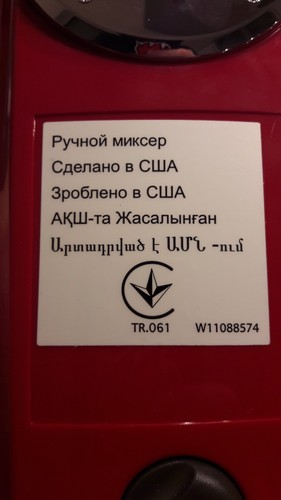 Ручной миксер
Сделано в США
Зроблено в США
АҚШ-та Жасалынған
Արտադրված է ԱՄՆ -ում
TR.061 W11088574